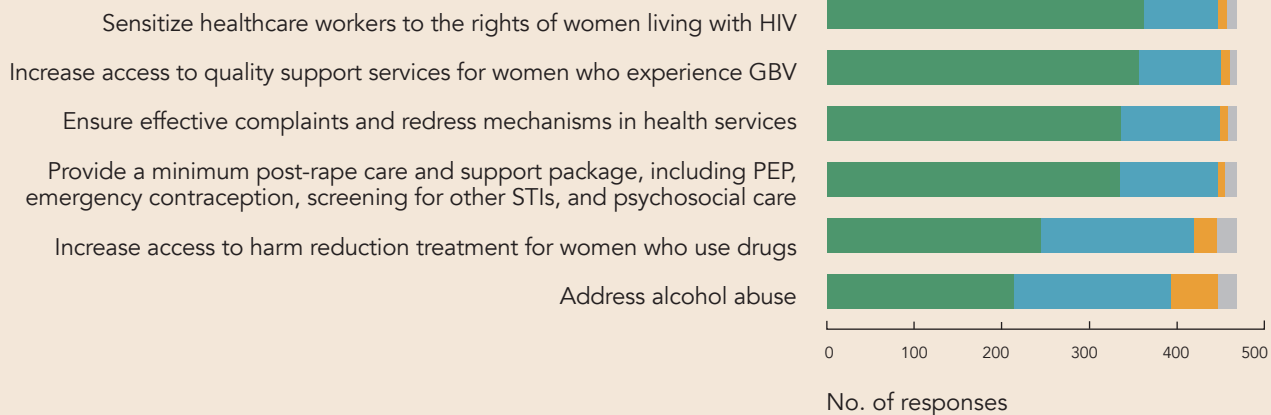 Sensitize healthcare workers to the rights of women living with HIV
Increase access to quality support services for women who experience GBV
Ensure effective complaints and redress mechanisms in health services
Provide a minimum post-rape care and support package, including PEP,
emergency contraception, screening for other STIs, and psychosocial care
Increase access to harm reduction treatment for women who use drugs
Address alcohol abuse
0 100 200 300 400 500
No. of responses